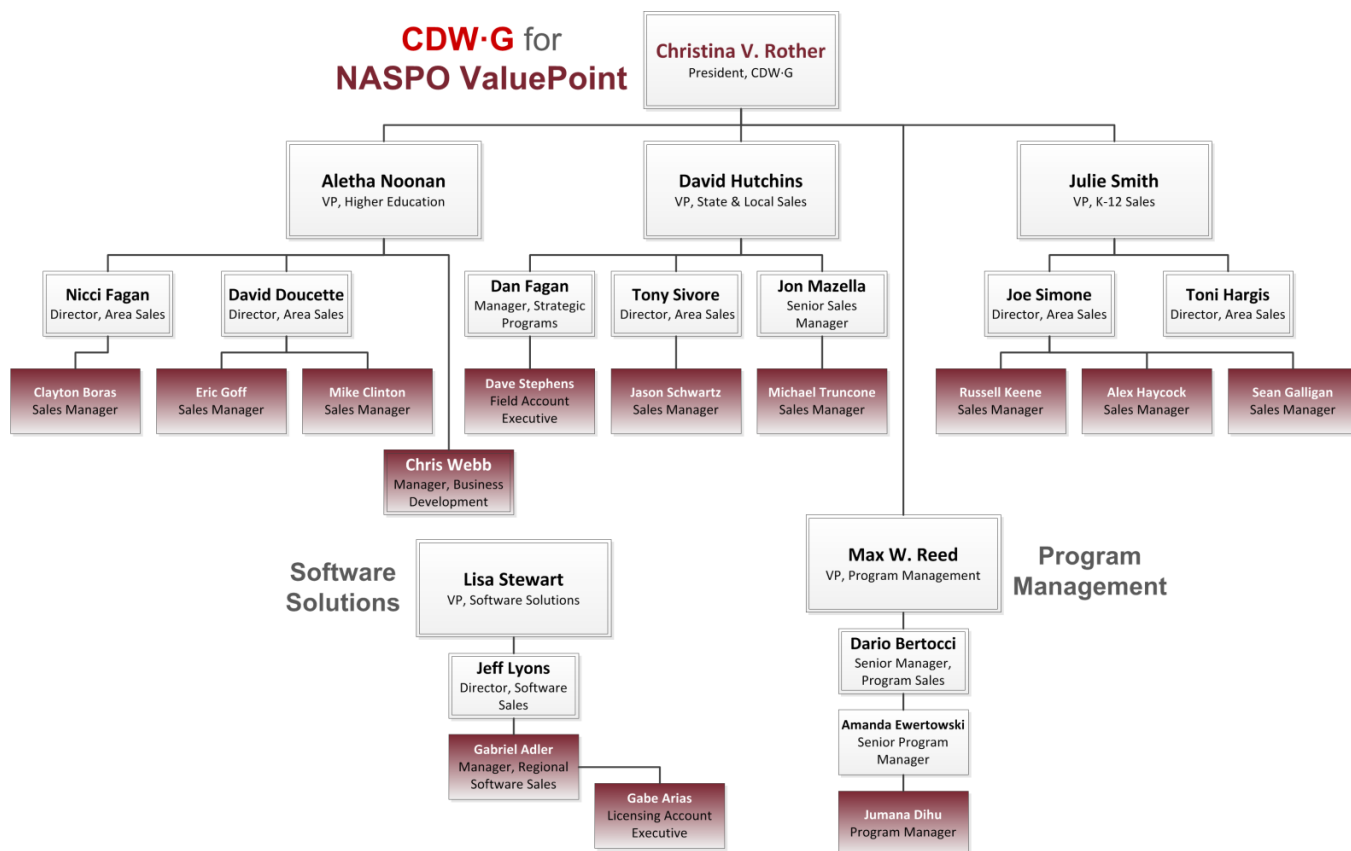 CDW·G for
NASPO ValuePoint
Christina V. Rother
President, CDW·G
Aletha Noonan
VP, Higher Education
David Hutchins
VP, State & Local Sales
Julie Smith
VP, K-12 Sales
Nicci Fagan
Director, Area Sales
David Doucette
Director, Area Sales
Dan Fagan
Manager, Strategic
Programs
Tony Sivore
Director, Area Sales
Jon Mazella
Senior Sales
Manager
Joe Simone
Director, Area Sales
Toni Hargis
Director, Area Sales
Clayton Boras
Sales Manager
Eric Goff
Sales Manager
Mike Clinton
Sales Manager
Dave Stephens
Field Account
Executive
Jason Schwartz
Sales Manager
Michael Truncone
Sales Manager
Russell Keene
Sales Manager
Alex Haycock
Sales Manager
Sean Galligan
Sales Manager
Chris Webb
Manager, Business
Development
Software
Solutions
Lisa Stewart
VP, Software Solutions
Jeff Lyons
Director, Software
Sales
Gabriel Adler
Manager, Regional
Software Sales
Gabe Arias
Licensing Account
Executive
Max W. Reed
VP, Program Management
Program
Management
Dario Bertocci
Senior Manager,
Program Sales
Amanda Ewertowski
Senior Program
Manager
Jumana Dihu
Program Manager